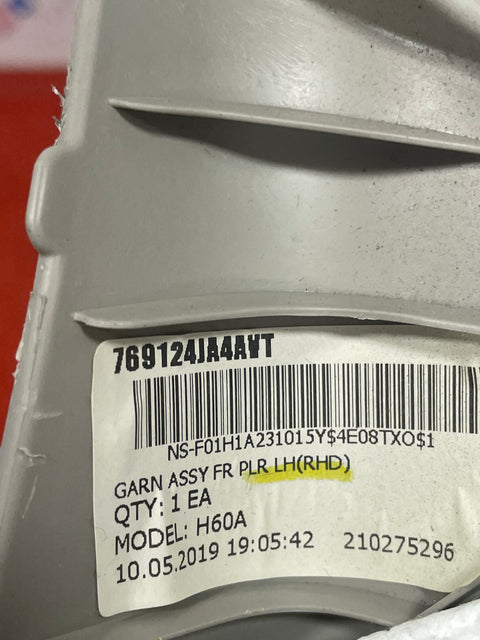 769124JA4AVT
NS-F01H1A231015Y$4E08TXO$1
GARN ASSY FR PLR LH(RHD)
QTY: 1 EA
MODEL: H60A
10.05.2019 19:05:42 210275296